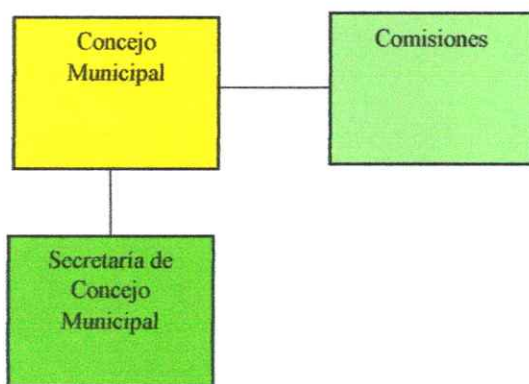 Concejo
Municipal
Comisiones
Secretaría de
Concejo
Municipal